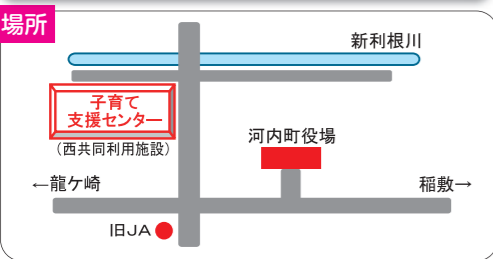 場所
新利根川
子育て
支援センター
(西共同利用施設)
河内町役場
←龍ケ崎
稲敷→
旧JA